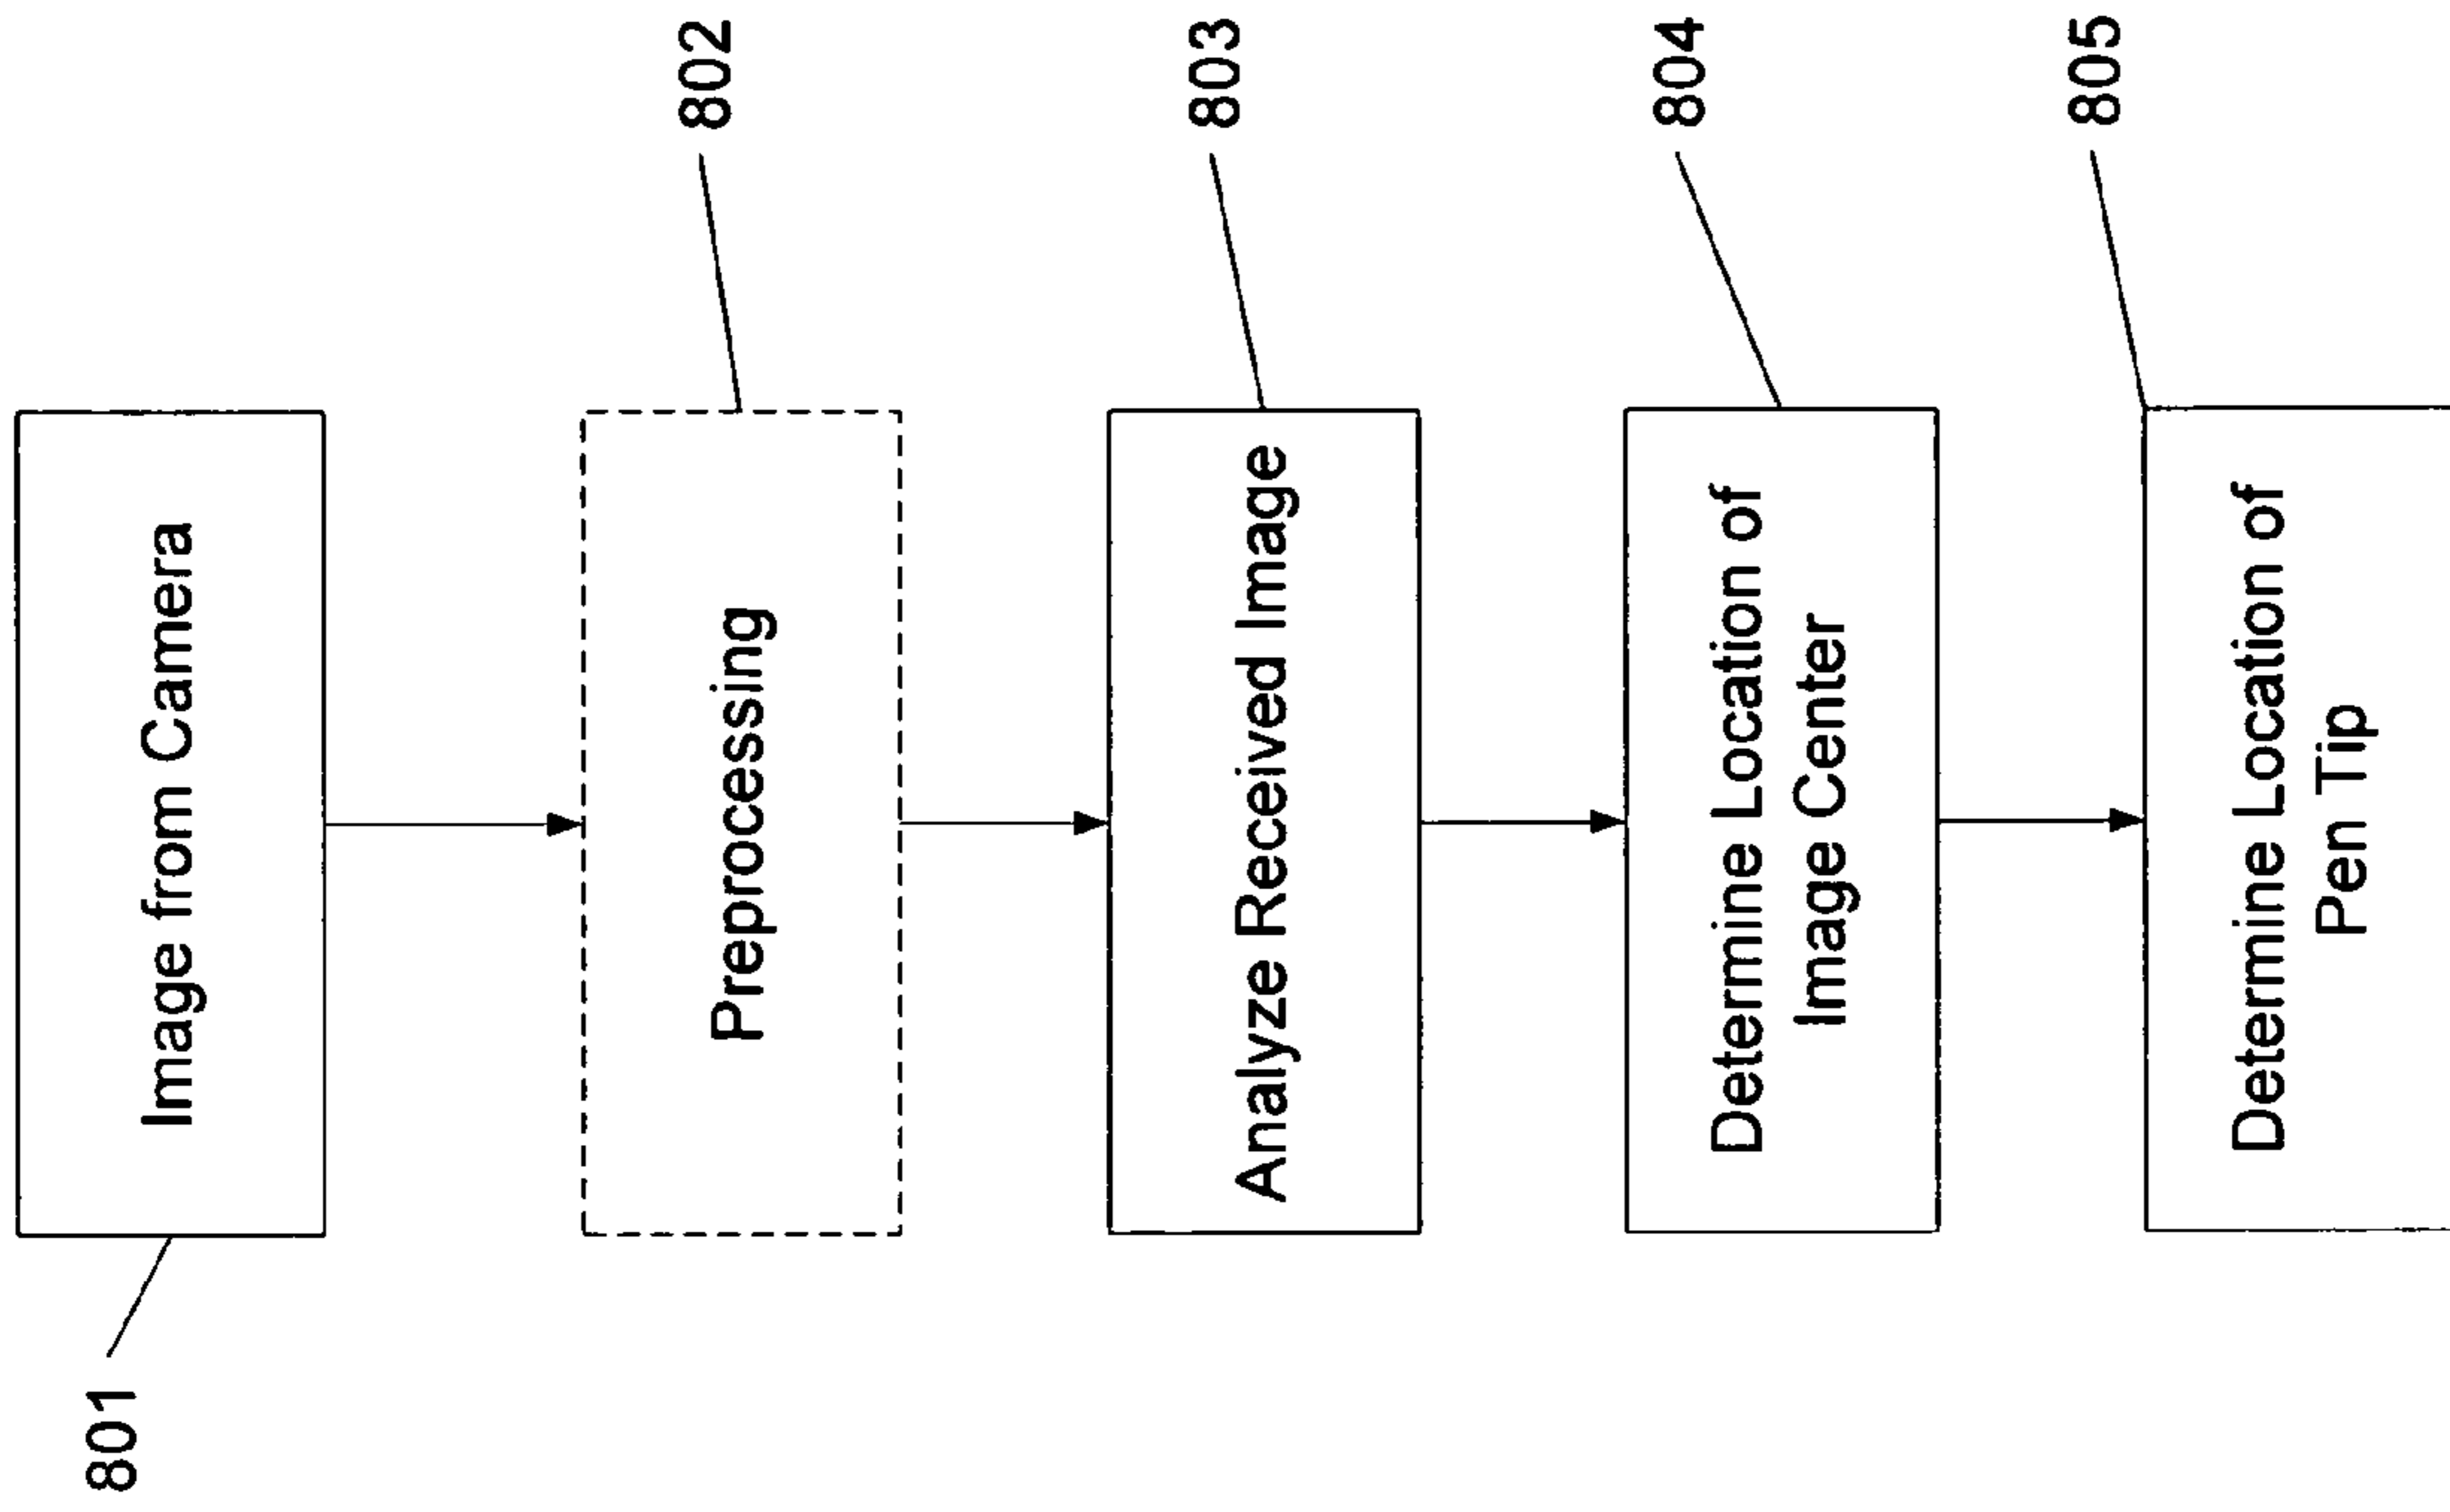 801
Image from Camera
802
Preprocessing
803
Analyze Received Image
804
Determine Location of
Image Center
805
Determine Location of
Pen Tip